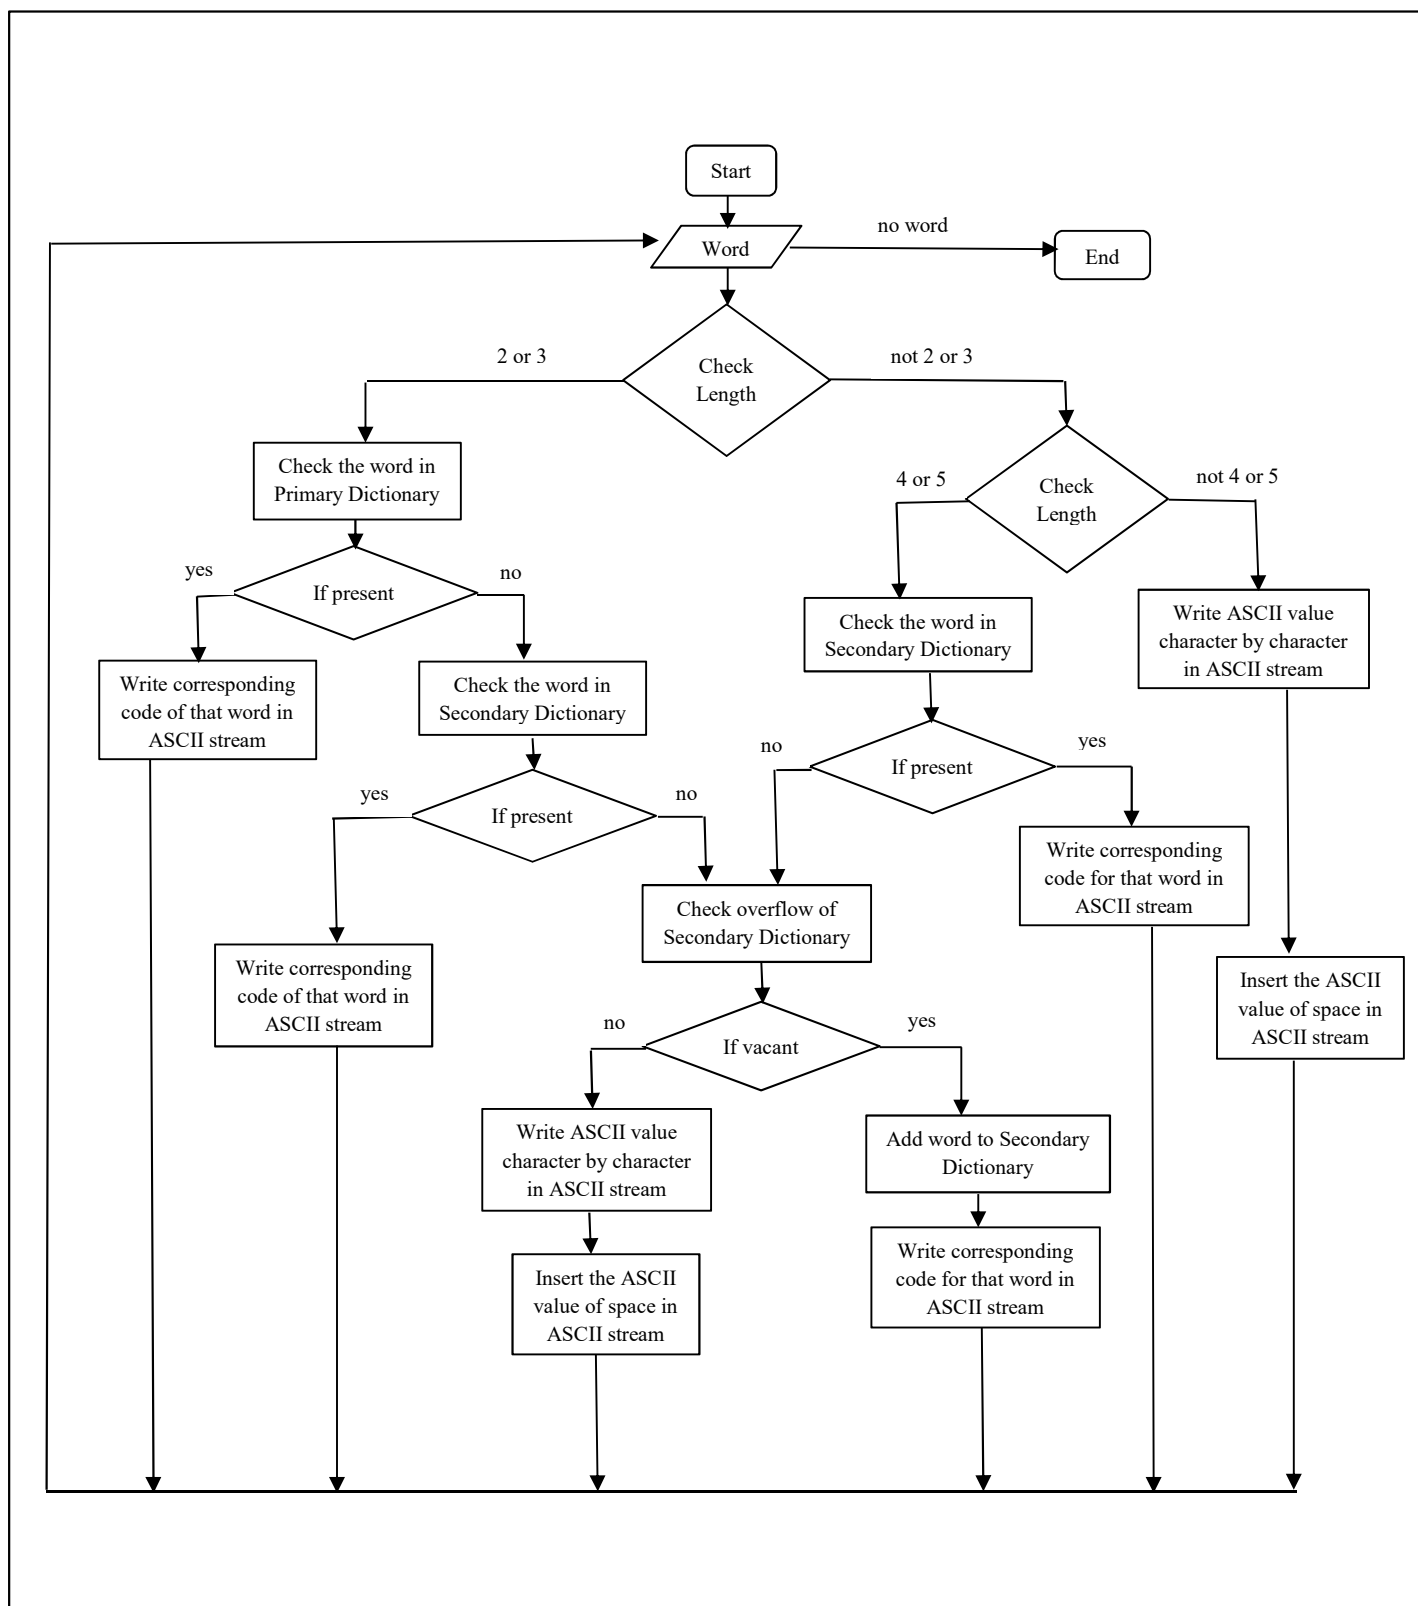 Start
no word
Word
End
2 or 3
not 2 or 3
Check
Length
Check the word in
Primary Dictionary
4 or 5
not 4 or 5
Check
Length
yes
no
If present
Check the word in
Secondary Dictionary
Write ASCII value
character by character
in ASCII stream
Write corresponding
code of that word in
ASCII stream
Check the word in
Secondary Dictionary
no
yes
If present
yes
no
If present
Write corresponding
code for that word in
ASCII stream
Check overflow of
Secondary Dictionary
Write corresponding
code of that word in
ASCII stream
Insert the ASCII
value of space in
ASCII stream
no
yes
If vacant
Write ASCII value
character by character
in ASCII stream
Add word to Secondary
Dictionary
Write corresponding
code for that word in
ASCII stream
Insert the ASCII
value of space in
ASCII stream